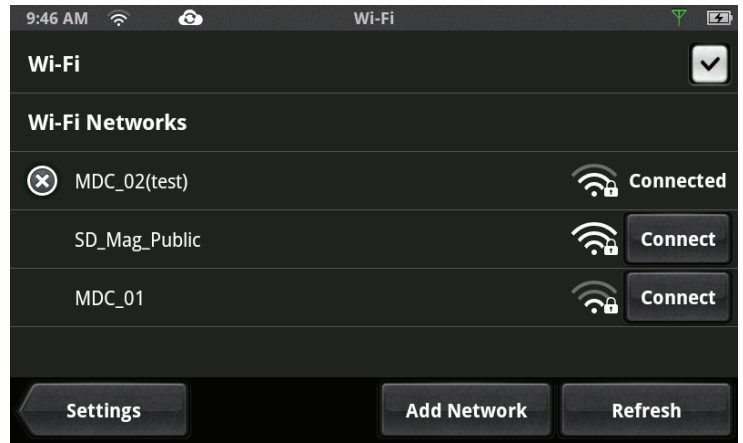 9:46 AM Wi-Fi
Wi-Fi
Wi-Fi Networks
MDC_02(test) Connected
SD_Mag_Public Connect
MDC_01 Connect
Settings Add Network Refresh